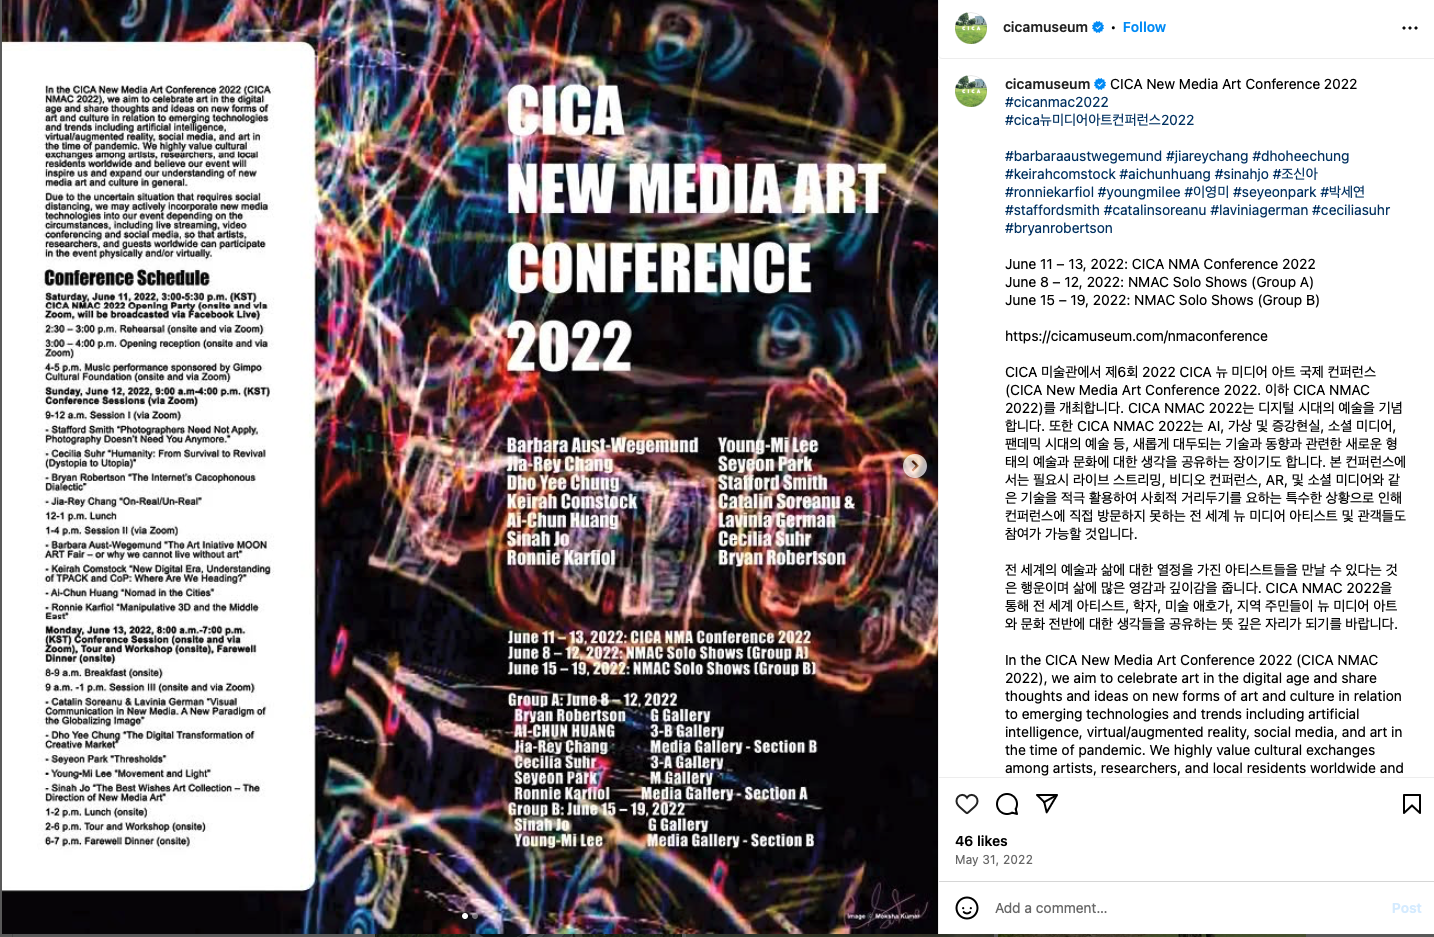 In the CICA New Media Art Conference 2022 (CICA
NMAC 2022), we aim to celebrate art in the digital
age and share thoughts and ideas on new forms of
art and culture in relation to emerging technologies
and trends including artificial intelligence,
virtual/augmented reality, social media, and art in
the time of pandemic. We highly value cultural
exchanges among artists, researchers, and local
residents worldwide and believe our event will
inspire us and expand our understanding of new
media art and culture in general.
Due to the uncertain situation that requires social
distancing, we may actively incorporate new media
technologies into our event depending on the
circumstances, including live streaming, video
conferencing and social media, so that artists,
researchers, and guests worldwide can participate
in the event physically and/or virtually.
Conference Schedule
Saturday, June 11, 2022, 3:00-5:30 p.m. (KST)
CICA NMAC 2022 Opening Party (onsite and via
Zoom, will be broadcasted via Facebook Live)
2:30 – 3:00 p.m. Rehearsal (onsite and via Zoom)
3:00 – 4:00 p.m. Opening reception (onsite and via
Zoom)
4-5 p.m. Music performance sponsored by Gimpo
Cultural Foundation (onsite and via Zoom)
Sunday, June 12, 2022, 9:00 a.m-4:00 p.m. (KST)
Conference Sessions (via Zoom)
9-12 a.m. Session I (via Zoom)
- Stafford Smith "Photographers Need Not Apply,
Photography Doesn't Need You Anymore."
- Cecilia Suhr "Humanity: From Survival to Revival
(Dystopia to Utopia)"
- Bryan Robertson "The Internet's Cacophonous
Dialectic"
- Jia-Rey Chang "On-Real/Un-Real"
12-1 p.m. Lunch
1-4 p.m. Session II (via Zoom)
- Barbara Aust-Wegemund "The Art Iniative MOON
ART Fair – or why we cannot live without art"
- Keirah Comstock "New Digital Era, Understanding
of TPACK and CoP: Where Are We Heading?"
- Ai-Chun Huang "Nomad in the Cities"
- Ronnie Karfiol "Manipulative 3D and the Middle
East"
Monday, June 13, 2022, 8:00 a.m.-7:00 p.m.
(KST) Conference Session (onsite and via
Zoom), Tour and Workshop (onsite), Farewell
Dinner (onsite)
8-9 a.m. Breakfast (onsite)
9 a.m. -1 p.m. Session III (onsite and via Zoom)
- Catalin Soreanu & Lavinia German "Visual
Communication in New Media. A New Paradigm of
the Globalizing Image"
- Dho Yee Chung "The Digital Transformation of
Creative Market"
- Seyeon Park "Thresholds"
- Young-Mi Lee "Movement and Light"
- Sinah Jo "The Best Wishes Art Collection – The
Direction of New Media Art"
1-2 p.m. Lunch (onsite)
2-6 p.m. Tour and Workshop (onsite)
6-7 p.m. Farewell Dinner (onsite)
CICA
NEW MEDIA ART
CONFERENCE
2022
Barbara Aust-Wegemund
Jia-Rey Chang
Dho Yee Chung
Keirah Comstock
Ai-Chun Huang
Sinah Jo
Ronnie Karfiol
Young-Mi Lee
Seyeon Park
Stafford Smith
Catalin Soreanu &
Lavinia German
Cecilia Suhr
Bryan Robertson
June 11 – 13, 2022: CICA NMA Conference 2022
June 8 – 12, 2022: NMAC Solo Shows (Group A)
June 15 – 19, 2022: NMAC Solo Shows (Group B)
Group A: June 8 – 12, 2022
Bryan Robertson G Gallery
AI-CHUN HUANG 3-B Gallery
Jia-Rey Chang Media Gallery - Section B
Cecilia Suhr 3-A Gallery
Seyeon Park M Gallery
Ronnie Karfiol Media Gallery - Section A
Group B: June 15 – 19, 2022
Sinah Jo G Gallery
Young-Mi Lee Media Gallery - Section B
Image © Moksha Kumar
cicamuseum • Follow
CICA
cicamuseum CICA New Media Art Conference 2022
#cicanmac2022
#cica뉴미디어아트컨퍼런스2022
#barbaraaustwegemund #jiareychang #dhoheechung
#keirahcomstock #aichunhuang #sinahjo #조신아
#ronniekarfiol #youngmilee #이영미 #seyeonpark #박세연
#staffordsmith #catalinsoreanu #laviniagerman #ceciliasuhr
#bryanrobertson
June 11 – 13, 2022: CICA NMA Conference 2022
June 8 – 12, 2022: NMAC Solo Shows (Group A)
June 15 – 19, 2022: NMAC Solo Shows (Group B)
https://cicamuseum.com/nmaconference
CICA 미술관에서 제6회 2022 CICA 뉴 미디어 아트 국제 컨퍼런스
(CICA New Media Art Conference 2022. 이하 CICA NMAC
2022)를 개최합니다. CICA NMAC 2022는 디지털 시대의 예술을 기념
합니다. 또한 CICA NMAC 2022는 AI, 가상 및 증강현실, 소셜 미디어,
팬데믹 시대의 예술 등, 새롭게 대두되는 기술과 동향과 관련한 새로운 형
태의 예술과 문화에 대한 생각을 공유하는 장이기도 합니다. 본 컨퍼런스에
서는 필요시 라이브 스트리밍, 비디오 컨퍼런스, AR, 및 소셜 미디어와 같
은 기술을 적극 활용하여 사회적 거리두기를 요하는 특수한 상황으로 인해
컨퍼런스에 직접 방문하지 못하는 전 세계 뉴 미디어 아티스트 및 관객들도
참여가 가능할 것입니다.
전 세계의 예술과 삶에 대한 열정을 가진 아티스트들을 만날 수 있다는 것
은 행운이며 삶에 많은 영감과 깊이감을 줍니다. CICA NMAC 2022을
통해 전 세계 아티스트, 학자, 미술 애호가, 지역 주민들이 뉴 미디어 아트
와 문화 전반에 대한 생각들을 공유하는 뜻 깊은 자리가 되기를 바랍니다.
In the CICA New Media Art Conference 2022 (CICA NMAC
2022), we aim to celebrate art in the digital age and share
thoughts and ideas on new forms of art and culture in relation
to emerging technologies and trends including artificial
intelligence, virtual/augmented reality, social media, and art in
the time of pandemic. We highly value cultural exchanges
among artists, researchers, and local residents worldwide and
46 likes
May 31, 2022
Add a comment...
Post